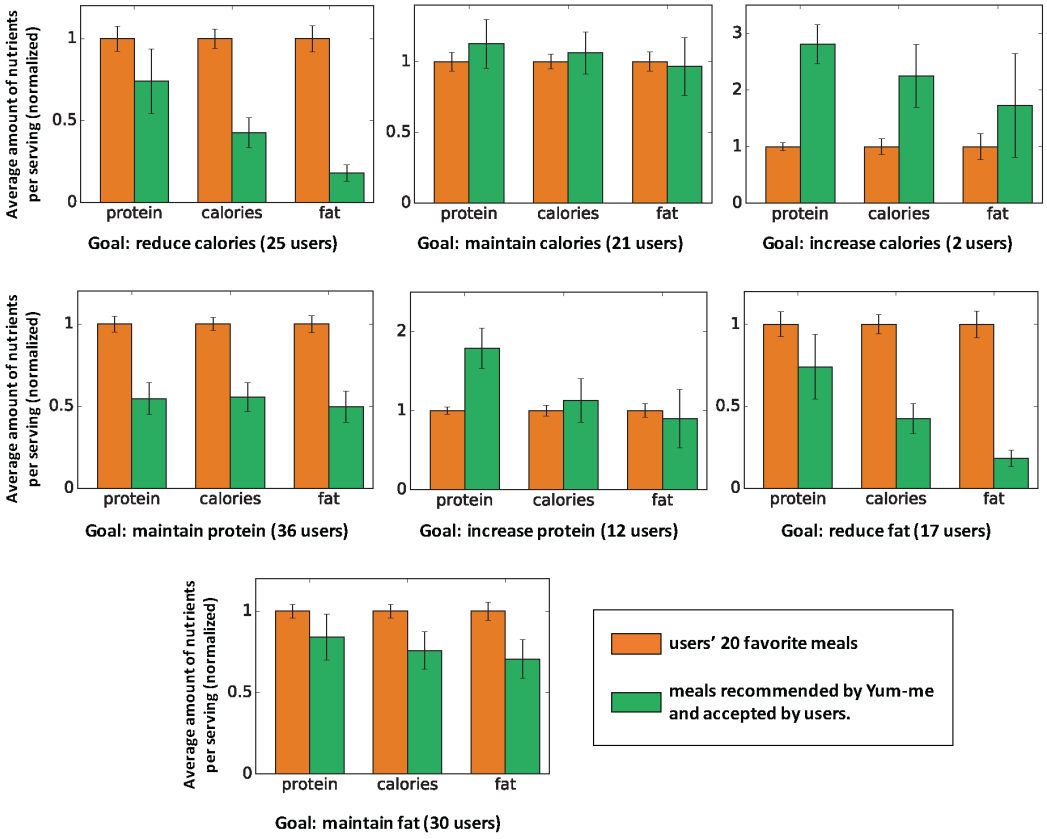 Average amount of nutrients
per serving (normalized)
1
0.5
0
protein calories fat
Goal: reduce calories (25 users)
1
0.5
0
protein calories fat
Goal: maintain calories (21 users)
3
2
1
0
protein calories fat
Goal: increase calories (2 users)
Average amount of nutrients
per serving (normalized)
1
0.5
0
protein calories fat
Goal: maintain protein (36 users)
2
1
0
protein calories fat
Goal: increase protein (12 users)
1
0.5
0
protein calories fat
Goal: reduce fat (17 users)
Average amount of nutrients
per serving (normalized)
1
0.5
0
protein calories fat
Goal: maintain fat (30 users)
users’ 20 favorite meals
meals recommended by Yum-me
and accepted by users.